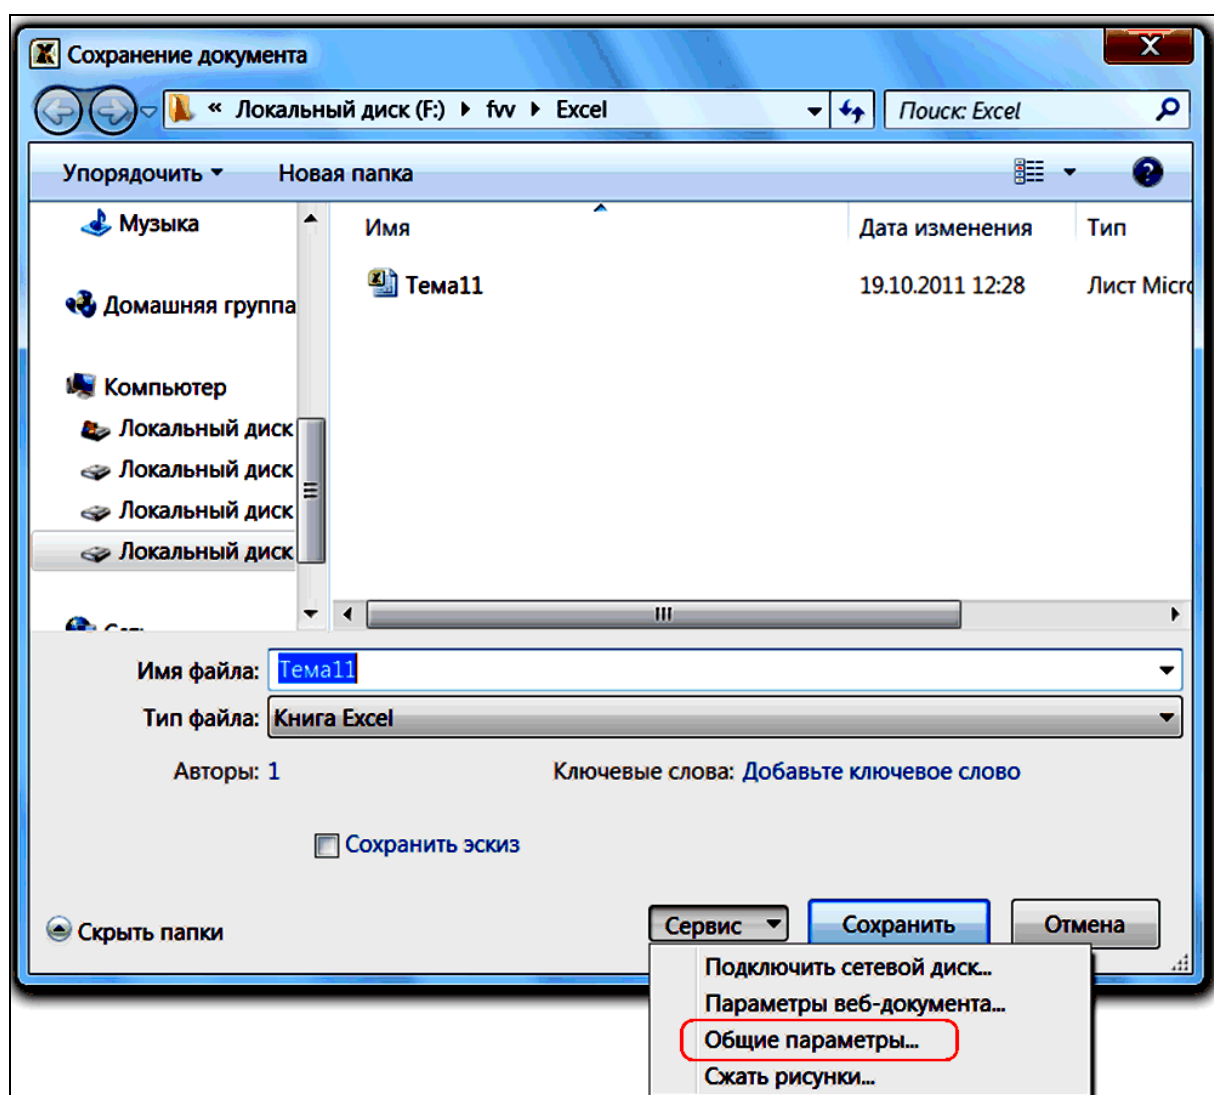 Сохранение документа
X
« Локальный диск (F:) fvv Excel
Поиск: Excel
Упорядочить Новая папка
?
Музыка
Имя Дата изменения Тип
Тема11 19.10.2011 12:28 Лист Micro
Домашняя группа
Компьютер
Локальный диск
Локальный диск
Локальный диск
Локальный диск
Имя файла: Тема11
Тип файла: Книга Excel
Авторы: 1 Ключевые слова: Добавьте ключевое слово
Сохранить эскиз
Скрыть папки Сервис Сохранить Отмена
Подключить сетевой диск...
Параметры веб-документа...
Общие параметры...
Сжать рисунки...